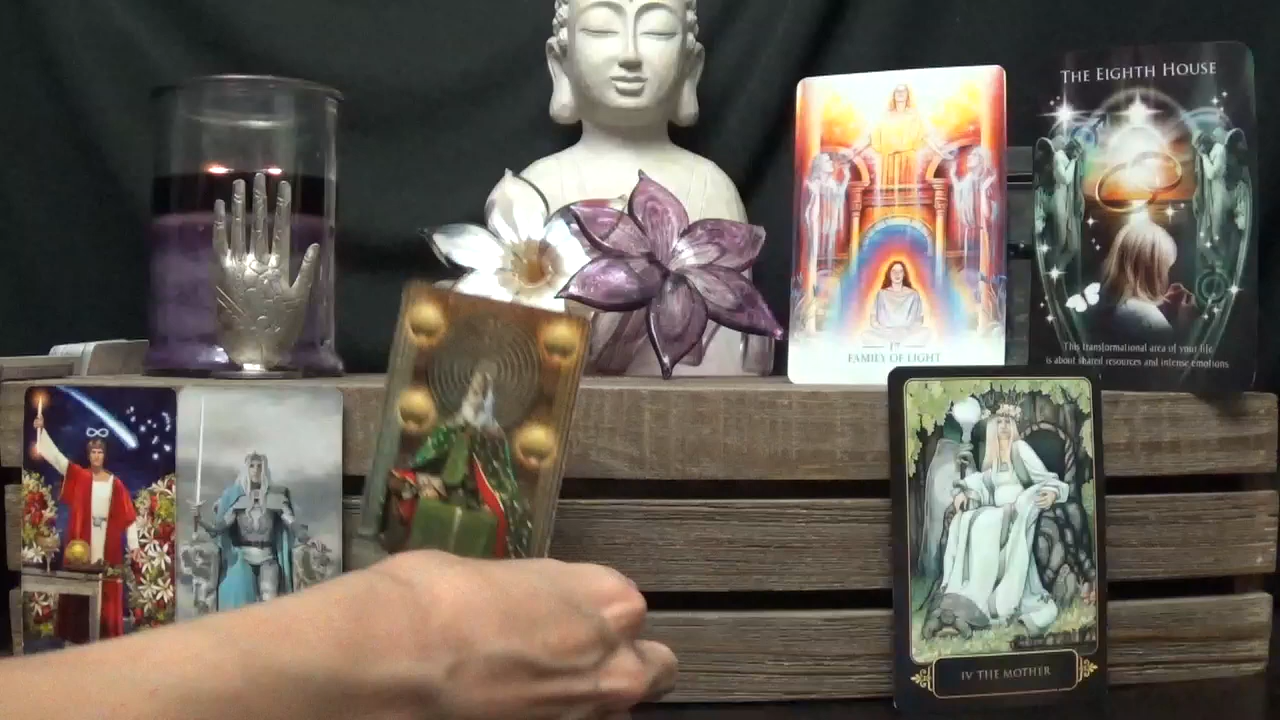 THE EIGHTH HOUSE
This transformational area of your life
is about shared resources and intense emotions
FAMILY OF LIGHT
IV THE MOTHER